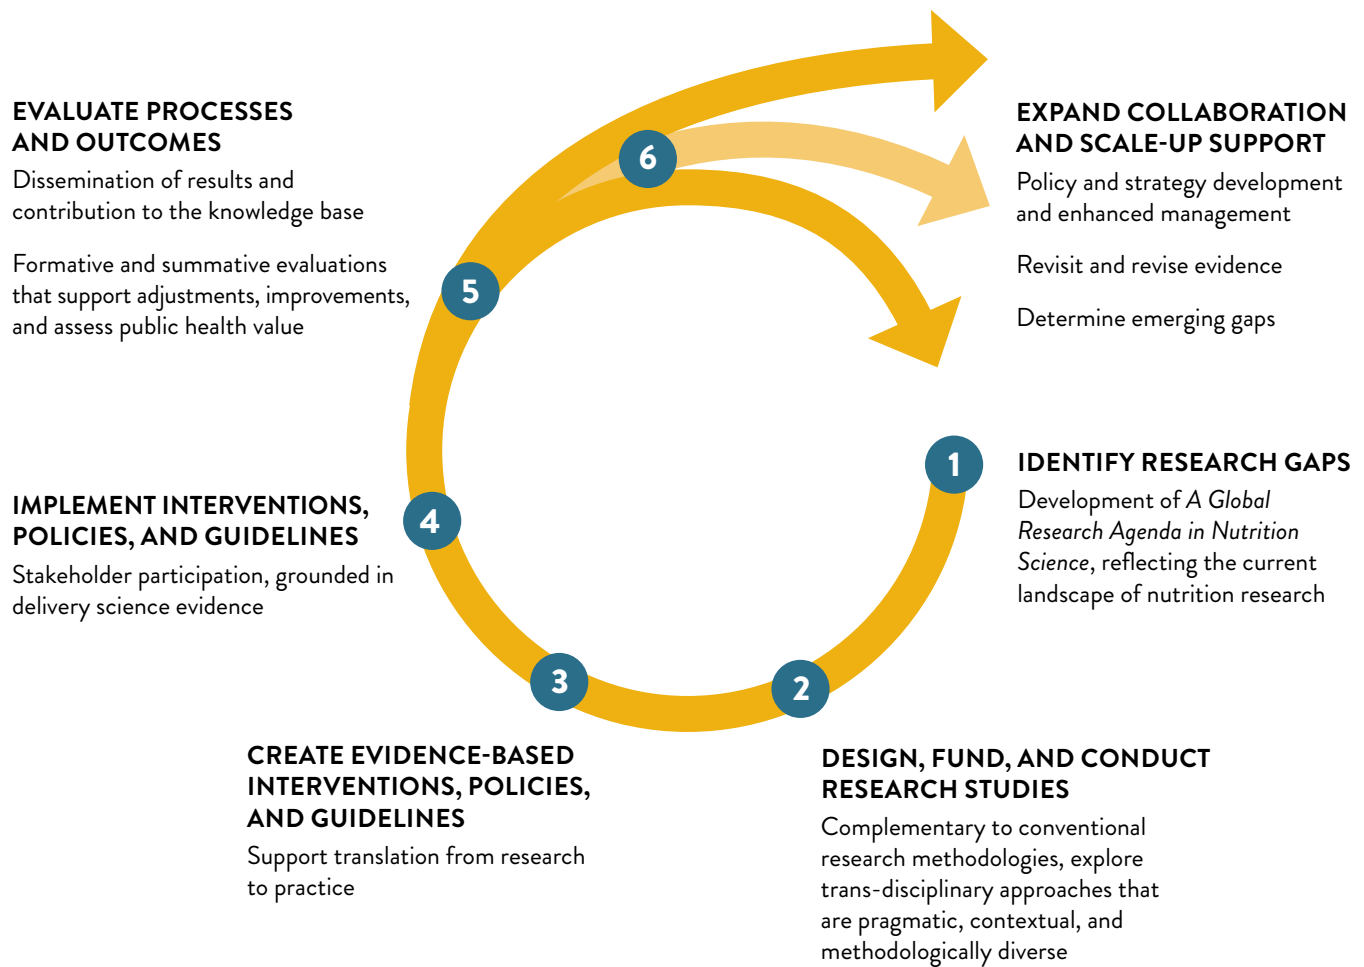 1
IDENTIFY RESEARCH GAPS
Development of A Global
Research Agenda in Nutrition
Science, reflecting the current
landscape of nutrition research
2
DESIGN, FUND, AND CONDUCT
RESEARCH STUDIES
Complementary to conventional
research methodologies, explore
trans-disciplinary approaches that
are pragmatic, contextual, and
methodologically diverse
3
CREATE EVIDENCE-BASED
INTERVENTIONS, POLICIES,
AND GUIDELINES
Support translation from research
to practice
4
IMPLEMENT INTERVENTIONS,
POLICIES, AND GUIDELINES
Stakeholder participation, grounded in
delivery science evidence
5
EVALUATE PROCESSES
AND OUTCOMES
Dissemination of results and
contribution to the knowledge base
Formative and summative evaluations
that support adjustments, improvements,
and assess public health value
6
EXPAND COLLABORATION
AND SCALE-UP SUPPORT
Policy and strategy development
and enhanced management
Revisit and revise evidence
Determine emerging gaps